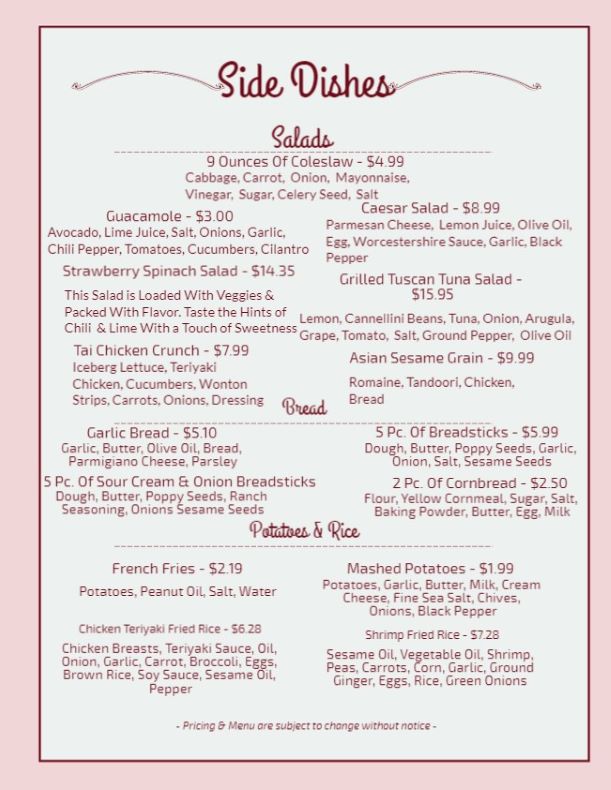 Side Dishes
Salads
9 Ounces Of Coleslaw - $4.99
Cabbage, Carrot, Onion, Mayonnaise,
Vinegar, Sugar, Celery Seed, Salt
Guacamole - $3.00
Avocado, Lime Juice, Salt, Onions, Garlic,
Chili Pepper, Tomatoes, Cucumbers, Cilantro
Caesar Salad - $8.99
Parmesan Cheese, Lemon Juice, Olive Oil,
Egg, Worcestershire Sauce, Garlic, Black
Pepper
Strawberry Spinach Salad - $14.35
This Salad is Loaded With Veggies &
Packed With Flavor. Taste the Hints of
Chili & Lime With a Touch of Sweetness
Grilled Tuscan Tuna Salad -
$15.95
Lemon, Cannellini Beans, Tuna, Onion, Arugula,
Grape, Tomato, Salt, Ground Pepper, Olive Oil
Tai Chicken Crunch - $7.99
Iceberg Lettuce, Teriyaki
Chicken, Cucumbers, Wonton
Strips, Carrots, Onions, Dressing
Asian Sesame Grain - $9.99
Romaine, Tandoori, Chicken,
Bread
Bread
Garlic Bread - $5.10
Garlic, Butter, Olive Oil, Bread,
Parmigiano Cheese, Parsley
5 Pc. Of Breadsticks - $5.99
Dough, Butter, Poppy Seeds, Garlic,
Onion, Salt, Sesame Seeds
5 Pc. Of Sour Cream & Onion Breadsticks
Dough, Butter, Poppy Seeds, Ranch
Seasoning, Onions Sesame Seeds
2 Pc. Of Cornbread - $2.50
Flour, Yellow Cornmeal, Sugar, Salt,
Baking Powder, Butter, Egg, Milk
Potatoes & Rice
French Fries - $2.19
Potatoes, Peanut Oil, Salt, Water
Mashed Potatoes - $1.99
Potatoes, Garlic, Butter, Milk, Cream
Cheese, Fine Sea Salt, Chives,
Onions, Black Pepper
Chicken Teriyaki Fried Rice - $6.28
Chicken Breasts, Teriyaki Sauce, Oil,
Onion, Garlic, Carrot, Broccoli, Eggs,
Brown Rice, Soy Sauce, Sesame Oil,
Pepper
Shrimp Fried Rice - $7.28
Sesame Oil, Vegetable Oil, Shrimp,
Peas, Carrots, Corn, Garlic, Ground
Ginger, Eggs, Rice, Green Onions
- Pricing & Menu are subject to change without notice -